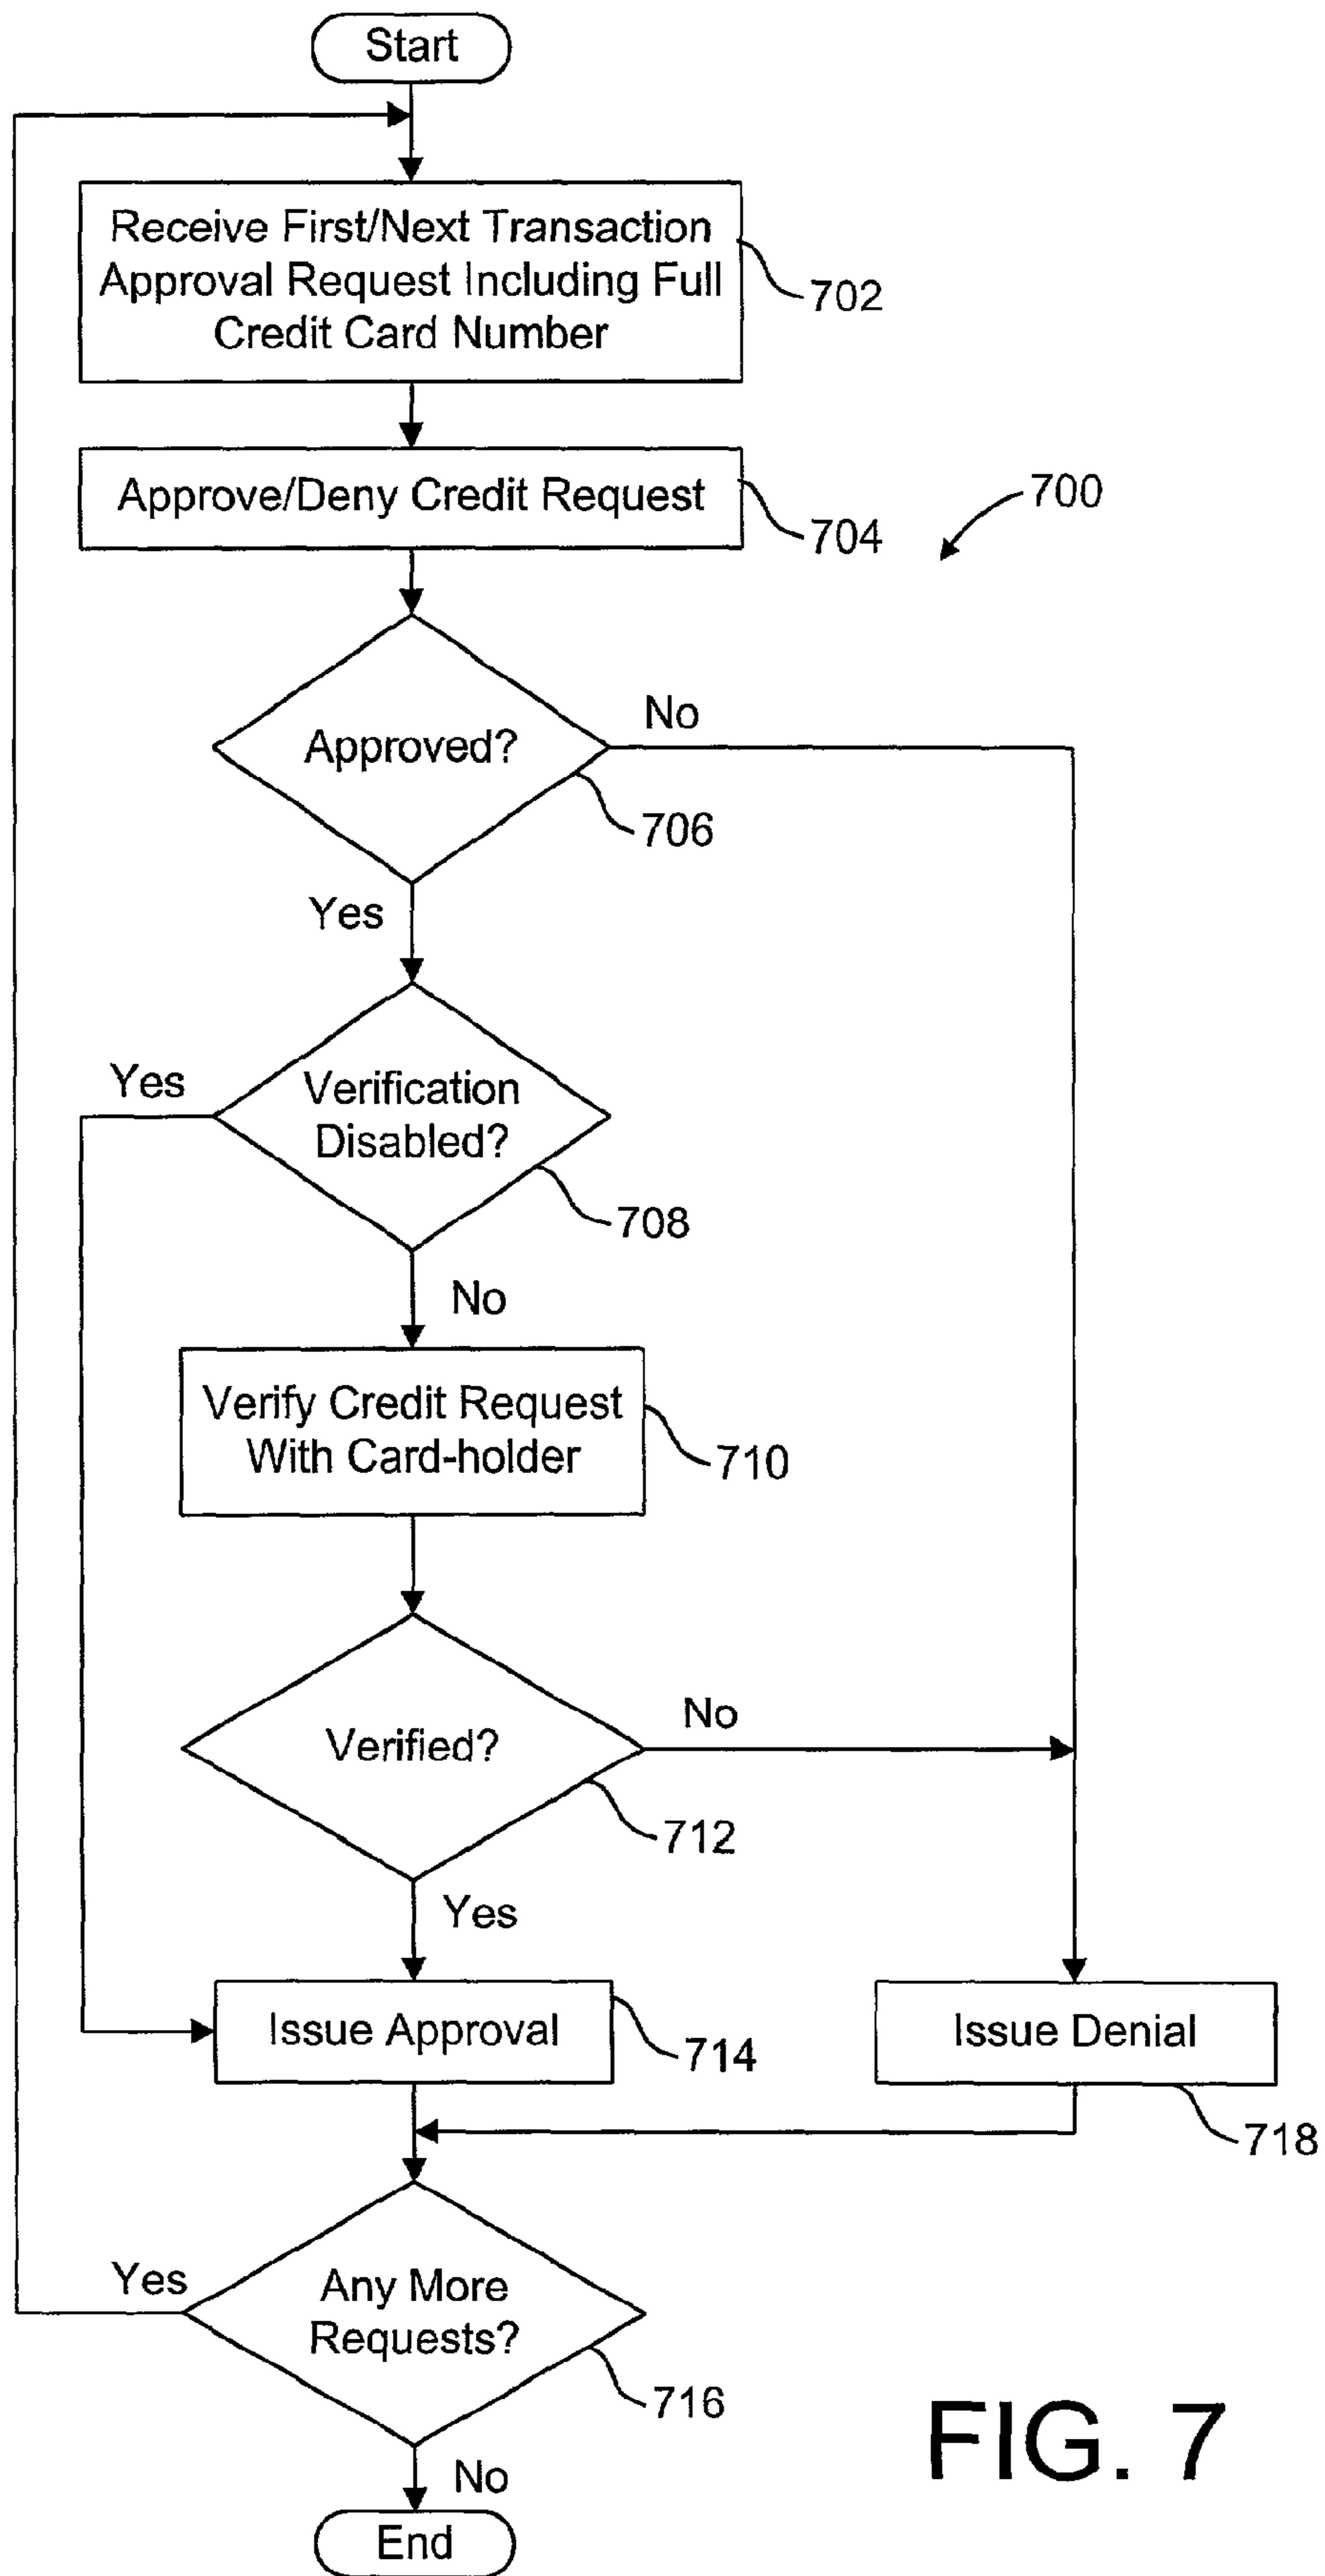 Start
Receive First/Next Transaction
Approval Request Including Full
Credit Card Number
702
Approve/Deny Credit Request
704
700
Approved?
No
706
Yes
Verification
Disabled?
Yes
708
No
Verify Credit Request
With Card-holder
710
Verified?
No
712
Yes
Issue Approval
714
Issue Denial
718
Any More
Requests?
Yes
716
No
End
FIG. 7